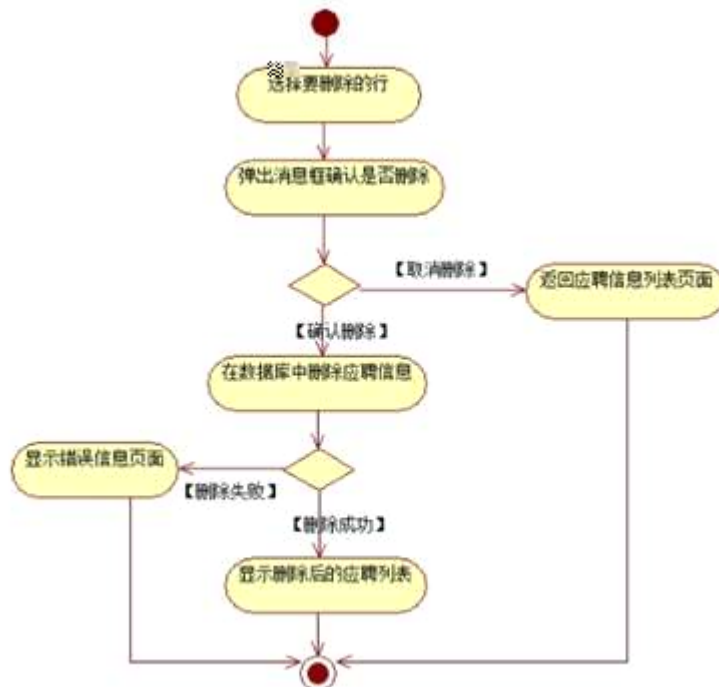 选择要删除的行
弹出消息框确认是否删除
【取消删除】
返回应聘信息列表页面
【确认删除】
在数据库中删除应聘信息
显示错误信息页面
【删除失败】
【删除成功】
显示删除后的应聘列表